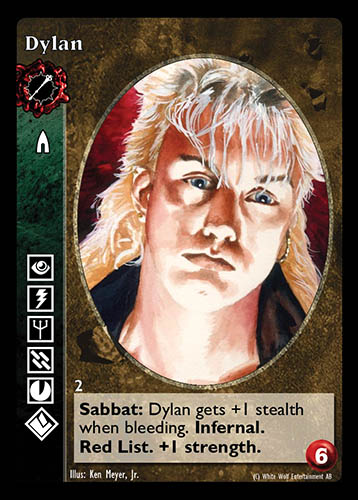 Dylan
2
Sabbat: Dylan gets +1 stealth
when bleeding. Infernal.
Red List. +1 strength.
6
Illus: Ken Meyer, Jr.
(C) White Wolf Entertainment AB